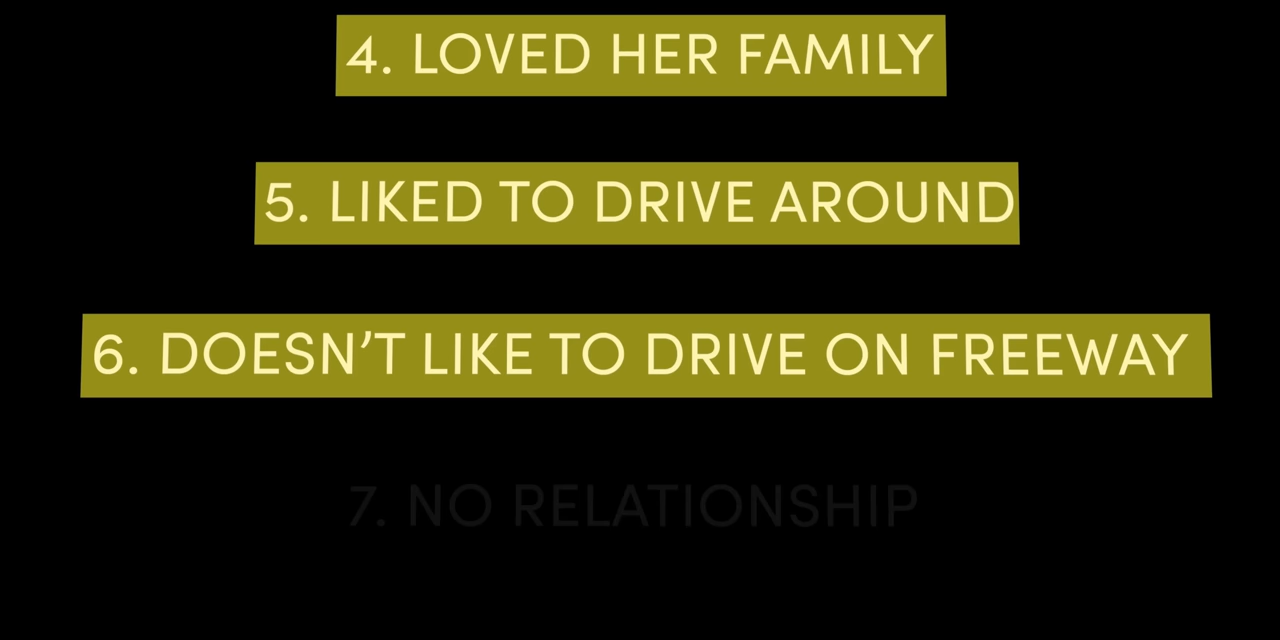 4. LOVED HER FAMILY
5. LIKED TO DRIVE AROUND
6. DOESN’T LIKE TO DRIVE ON FREEWAY
7. NO RELATIONSHIP